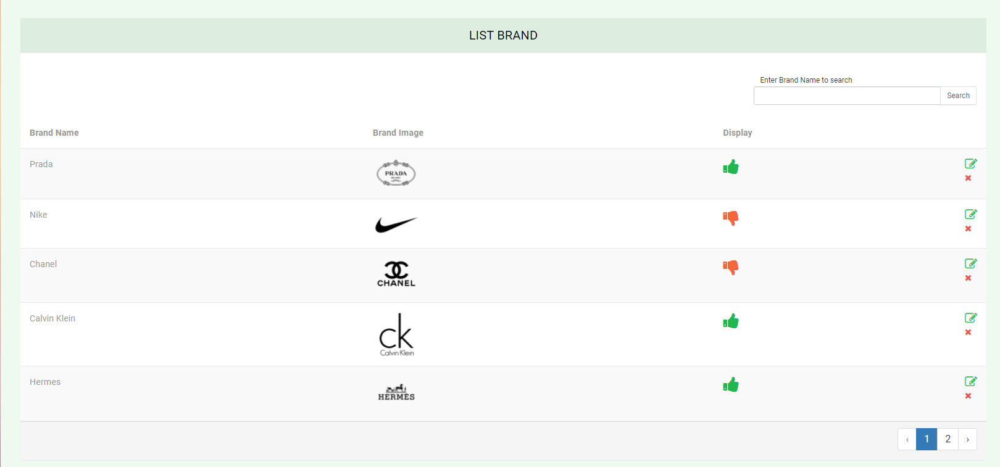 LIST BRAND
Enter Brand Name to search
Search
Brand Name Brand Image Display
Prada
PRADA
Nike
Chanel
CHANEL
Calvin Klein
ck
Calvin Klein
Hermes
HERMÈS
‹ 1 2 ›